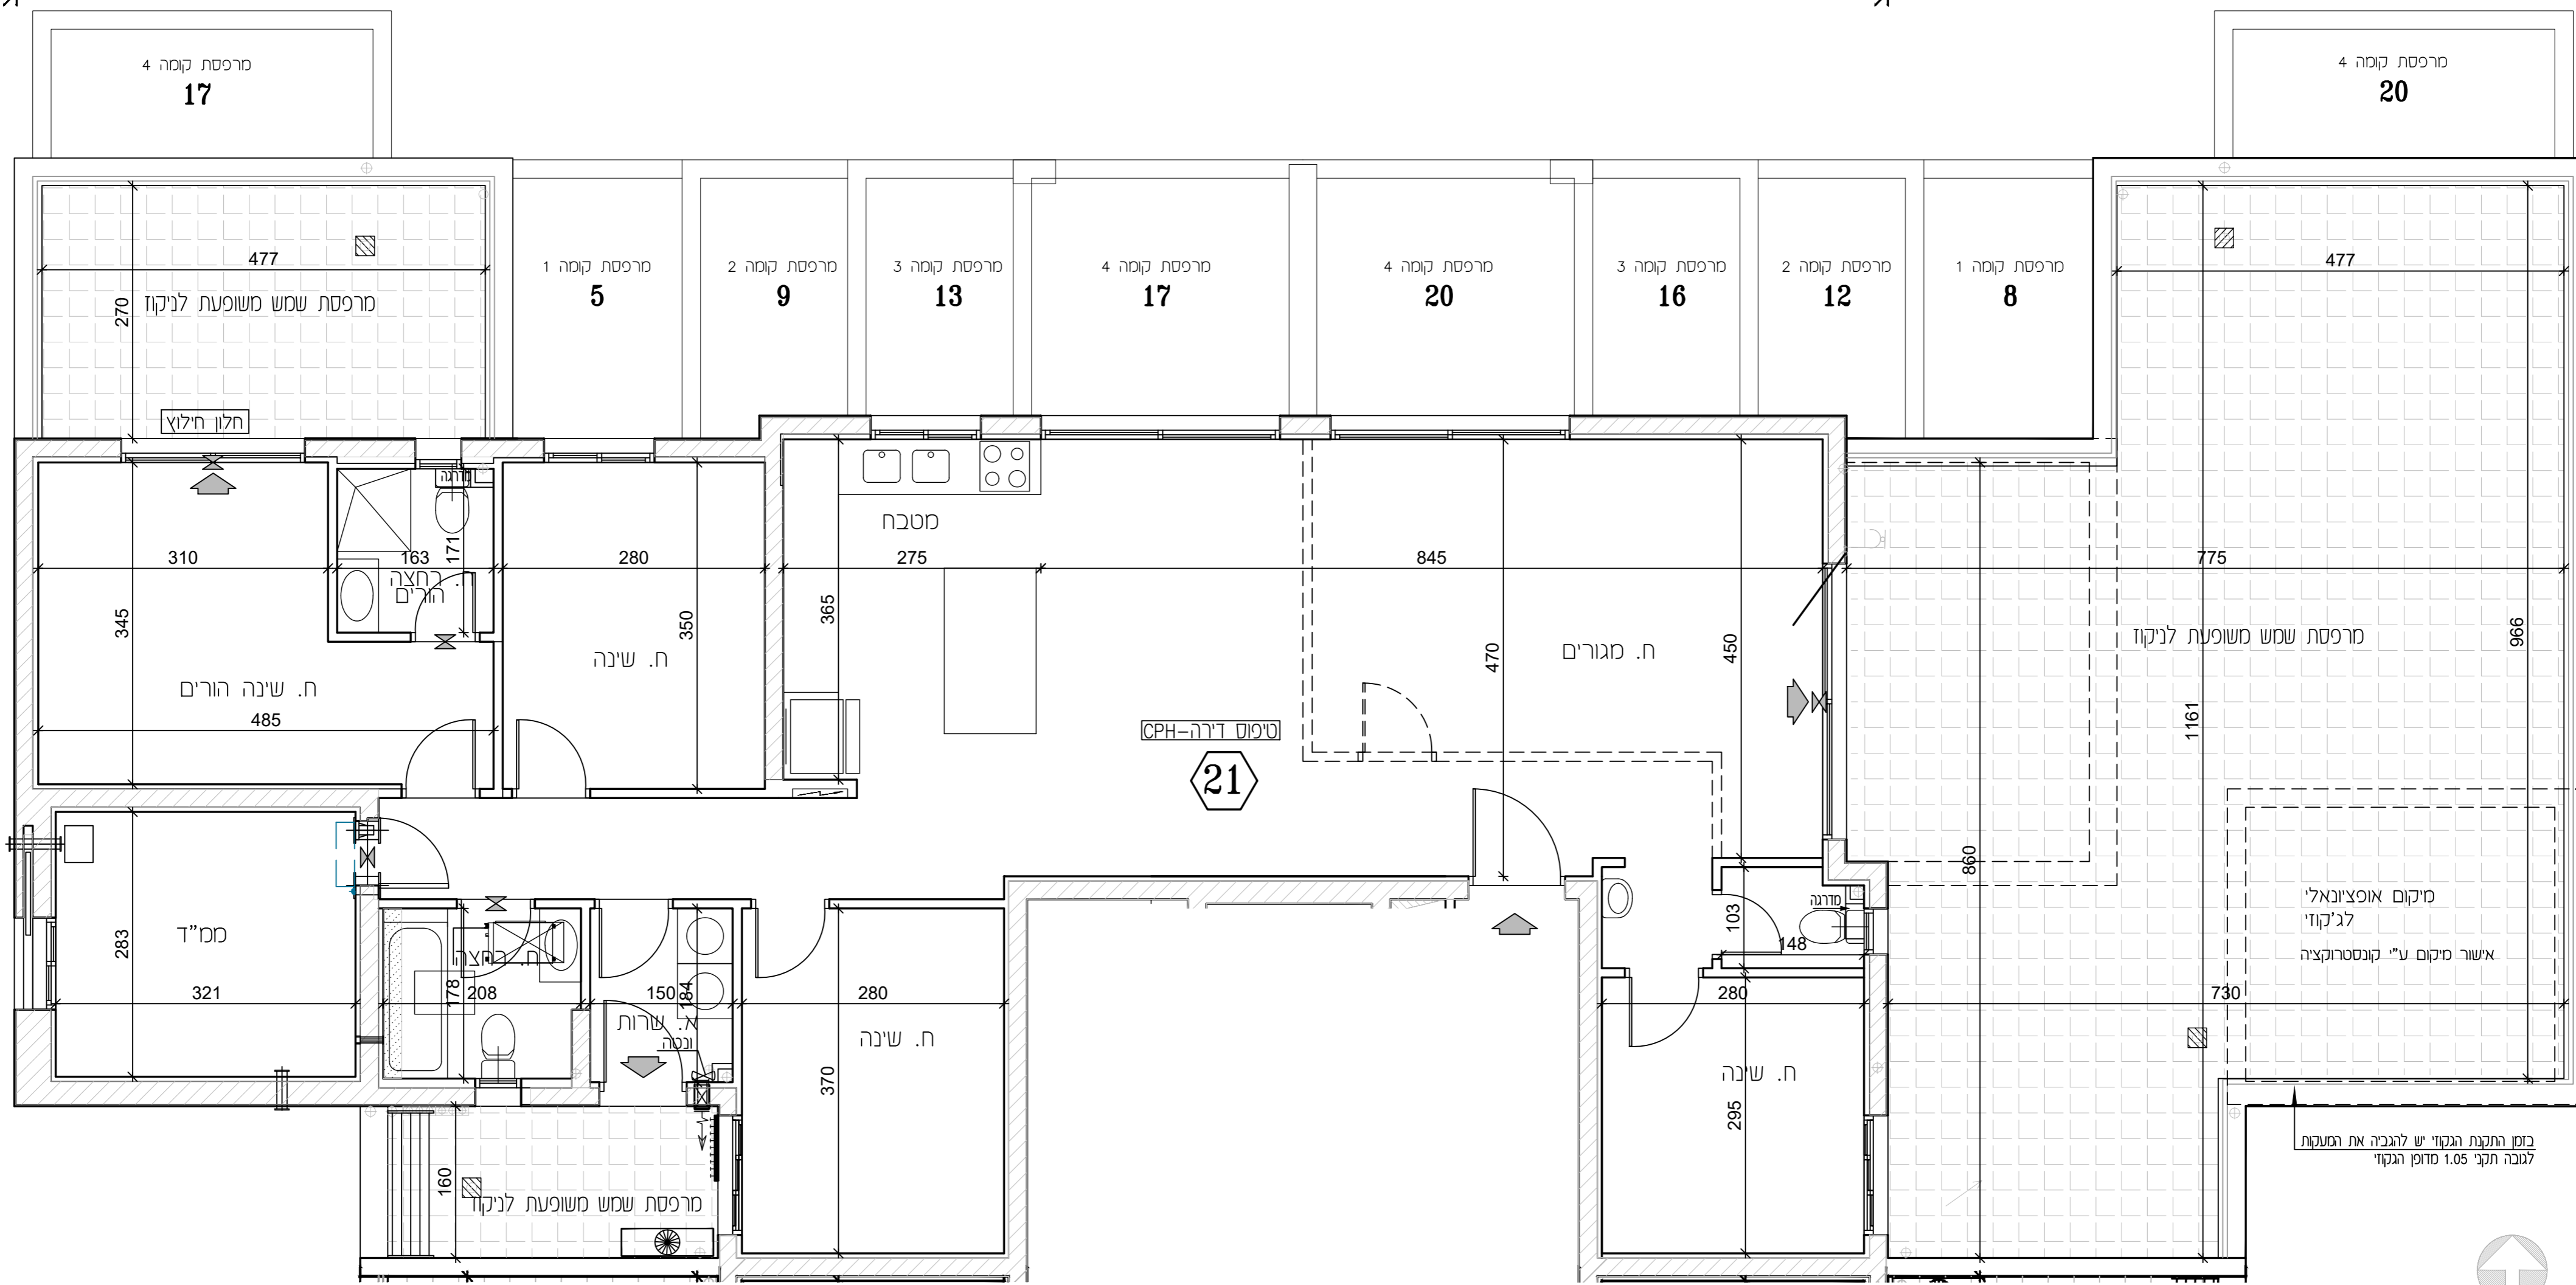 מרפסת קומה 4
17
מרפסת קומה 4
20
477
270
מרפסת שמש משופעת לניקוז
חלון חילוץ
מרפסת קומה 1
5
מרפסת קומה 2
9
מרפסת קומה 3
13
מרפסת קומה 4
17
מרפסת קומה 4
20
מרפסת קומה 3
16
מרפסת קומה 2
12
מרפסת קומה 1
8
477
מדרגה
310
163
171
ח. רחצה
הורים
345
ח. שינה הורים
485
280
350
ח. שינה
מטבח
275
365
845
470
450
ח. מגורים
טיפוס דירה-CPH
21
775
מרפסת שמש משופעת לניקוז
966
1161
860
ממ"ד
283
321
ח. רחצה
178
208
150
184
א. שרות
ונטה
280
ח. שינה
370
103
148
מדרגה
280
ח. שינה
295
730
מיקום אופציונאלי
לג'קוזי
אישור מיקום ע"י קונסטרוקציה
בזמן התקנת הגקוזי יש להגביה את המעקות
לגובה תקני 1.05 מדופן הגקוזי
160
מרפסת שמש משופעת לניקוז